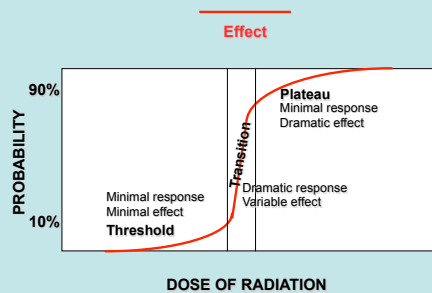 Effect
90%
PROBABILITY
10%
Plateau
Minimal response
Dramatic effect
Transition
Dramatic response
Variable effect
Minimal response
Minimal effect
Threshold
DOSE OF RADIATION